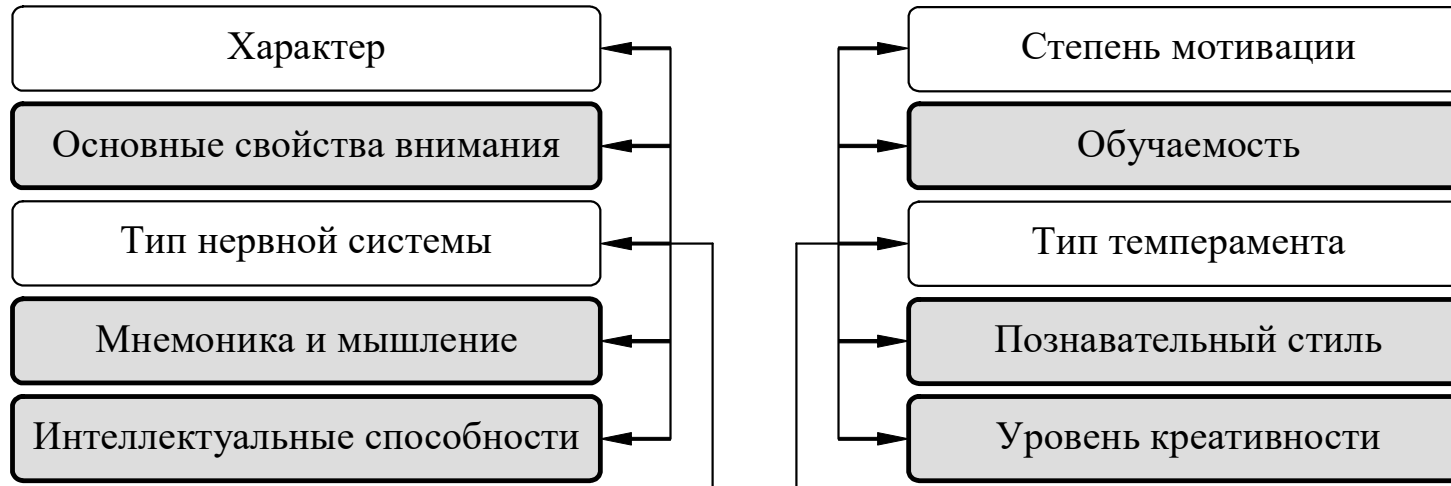 Характер
Основные свойства внимания
Тип нервной системы
Мнемоника и мышление
Интеллектуальные способности
Степень мотивации
Обучаемость
Тип темперамента
Познавательный стиль
Уровень креативности